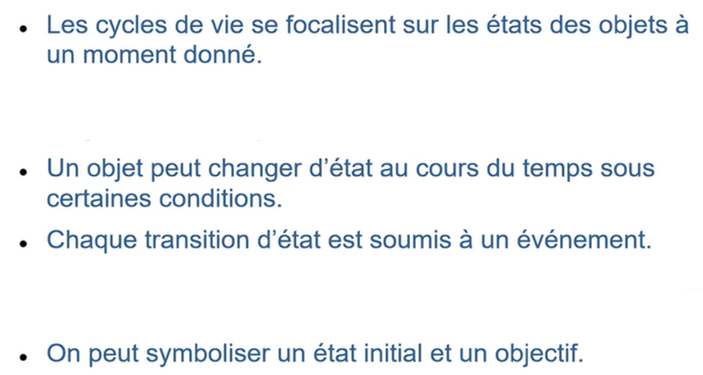 • Les cycles de vie se focalisent sur les états des objets à
un moment donné.
• Un objet peut changer d'état au cours du temps sous
certaines conditions.
• Chaque transition d'état est soumis à un événement.
• On peut symboliser un état initial et un objectif.